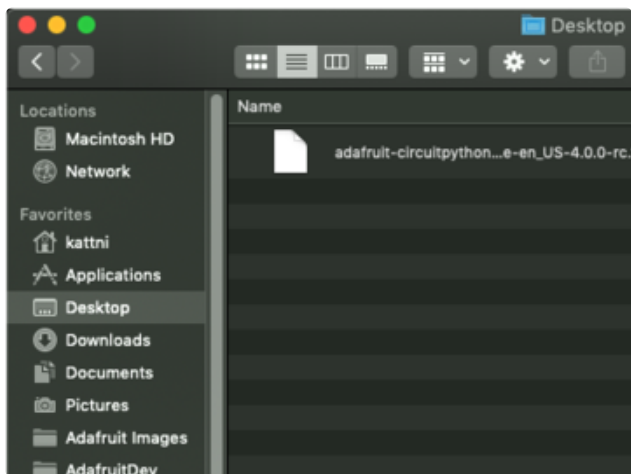 Desktop
Locations
Macintosh HD
Network
Favorites
kattni
Applications
Desktop
Downloads
Documents
Pictures
Adafruit Images
AdafruitDev
Name
adafruit-circuitpython...e-en_US-4.0.0-rc.